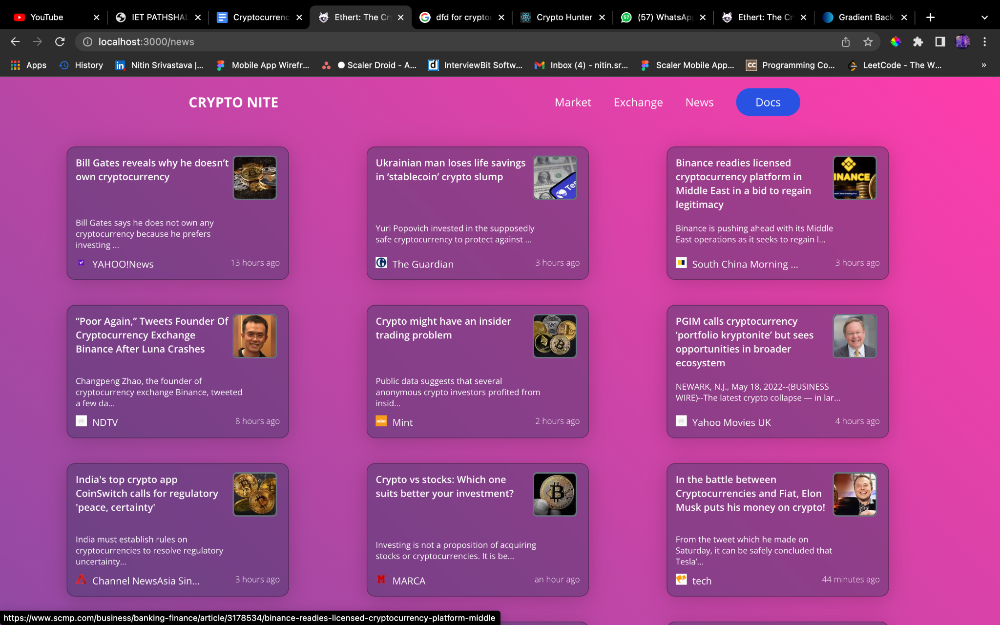 YouTube
IET PATHSHAL
Cryptocurrenc
Ethert: The Cr
dfd for cryptoc
Crypto Hunter
(57) WhatsApp
Ethert: The Cr
Gradient Back
localhost:3000/news
Apps
History
Nitin Srivastava |...
Mobile App Wirefr...
Scaler Droid - A...
InterviewBit Softw...
Inbox (4) - nitin.sr...
Scaler Mobile App...
CC Programming Co...
LeetCode - The W...
»
CRYPTO NITE
Market
Exchange
News
Docs
Bill Gates reveals why he doesn’t
own cryptocurrency
Bill Gates says he does not own any
cryptocurrency because he prefers
investing ...
YAHOO!News
13 hours ago
Ukrainian man loses life savings
in ‘stablecoin’ crypto slump
Yuri Popovich invested in the supposedly
safe cryptocurrency to protect against ...
The Guardian
3 hours ago
Binance readies licensed
cryptocurrency platform in
Middle East in a bid to regain
legitimacy
INANCE
Binance is pushing ahead with its Middle
East operations as it seeks to regain l...
South China Morning ...
3 hours ago
“Poor Again,” Tweets Founder Of
Cryptocurrency Exchange
Binance After Luna Crashes
Changpeng Zhao, the founder of
cryptocurrency exchange Binance, tweeted
a few da...
NDTV
8 hours ago
Crypto might have an insider
trading problem
Public data suggests that several
anonymous crypto investors profited from
insid...
mint
Mint
2 hours ago
PGIM calls cryptocurrency
‘portfolio kryptonite’ but sees
opportunities in broader
ecosystem
NEWARK, N.J., May 18, 2022--(BUSINESS
WIRE)--The latest crypto collapse — in lar...
Yahoo Movies UK
4 hours ago
India's top crypto app
CoinSwitch calls for regulatory
'peace, certainty'
India must establish rules on
cryptocurrencies to resolve regulatory
uncertainty...
Channel NewsAsia Sin...
3 hours ago
Crypto vs stocks: Which one
suits better your investment?
Investing is not a proposition of acquiring
stocks or cryptocurrencies. It is be...
M
MARCA
an hour ago
In the battle between
Cryptocurrencies and Fiat, Elon
Musk puts his money on crypto!
From the tweet which he made on
Saturday, it can be safely concluded that
Tesla’...
tech
44 minutes ago
https://www.scmp.com/business/banking-finance/article/3178534/binance-readies-licensed-cryptocurrency-platform-middle